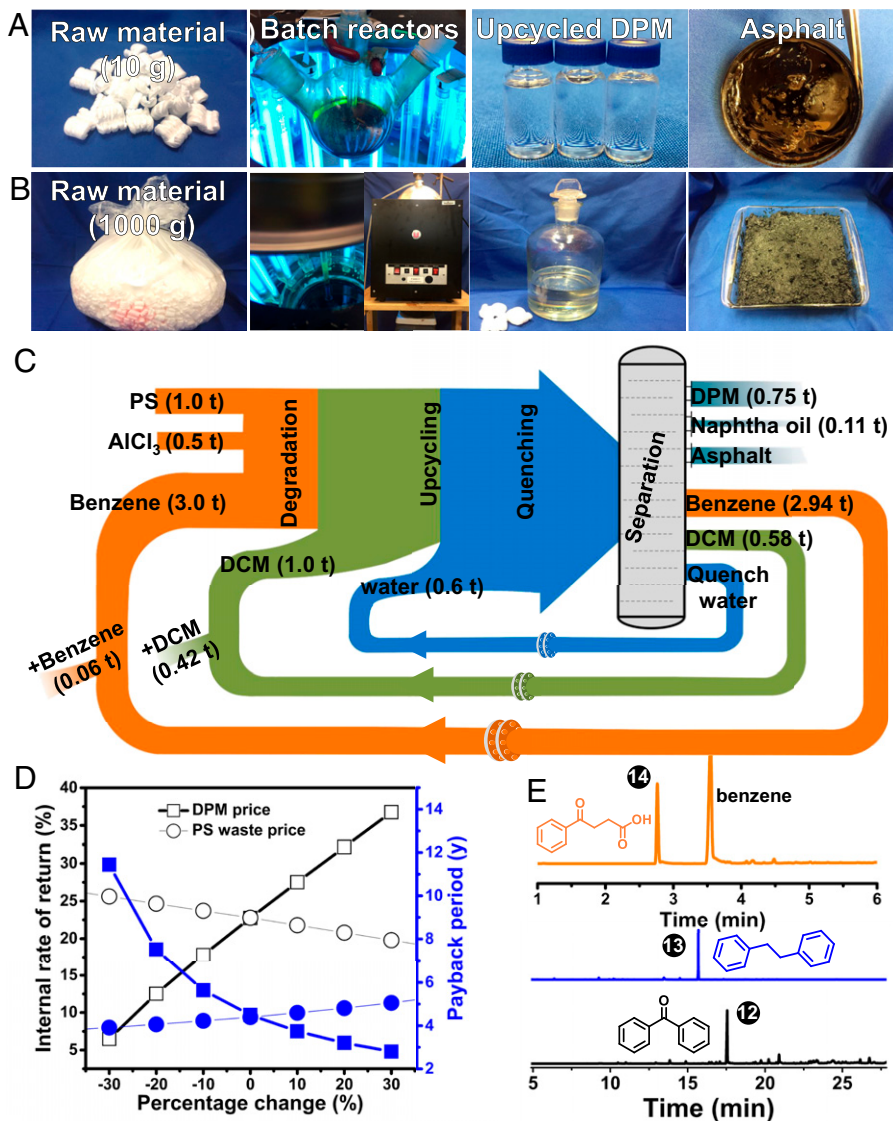 A
Raw material
(10 g)
Batch reactors
Upcycled DPM
Asphalt
B
Raw material
(1000 g)
C
PS (1.0 t)
AlCl3 (0.5 t)
Benzene (3.0 t)
Degradation
DCM (1.0 t)
Upcycling
water (0.6 t)
Quenching
Separation
DPM (0.75 t)
Naphtha oil (0.11 t)
Asphalt
Benzene (2.94 t)
DCM (0.58 t)
Quench
water
+Benzene
(0.06 t)
+DCM
(0.42 t)
D
Internal rate of return (%)
40
35
30
25
20
15
10
5
DPM price
PS waste price
14
12
10
8
6
4
2
Payback period (y)
-30
-20
-10
0
10
20
30
Percentage change (%)
E
14
O
OH
O
benzene
1
2
3
4
5
6
Time (min)
13
12
O
5
10
15
20
25
Time (min)